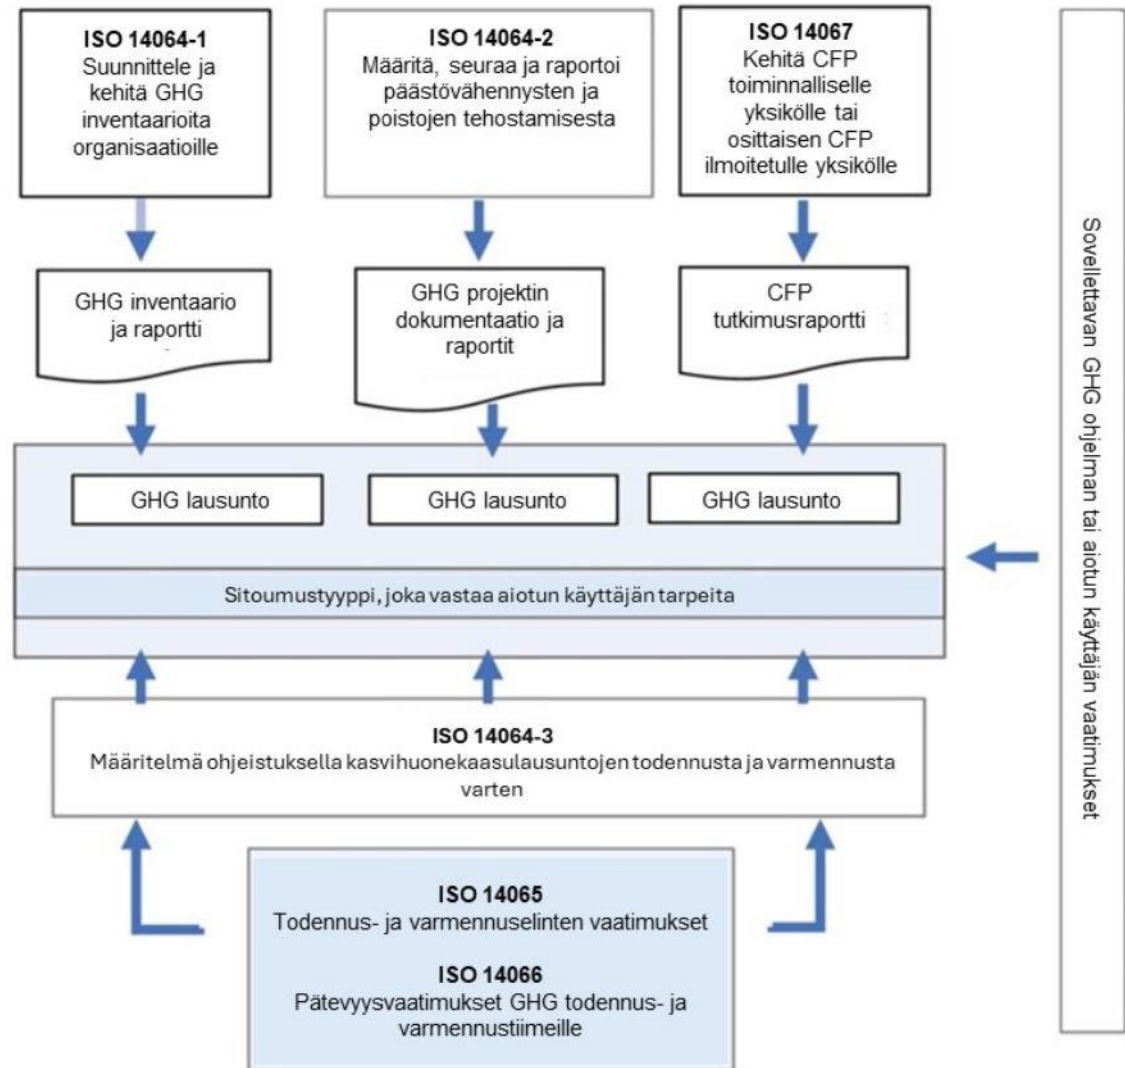 ISO 14064-1
Suunnittele ja
kehitä GHG
inventaarioita
organisaatioille
ISO 14064-2
Määritä, seuraa ja raportoi
päästövähennysten ja
poistojen tehostamisesta
ISO 14067
Kehitä CFP
toiminnalliselle
yksikölle tai
osittaisen CFP
ilmoitetulle yksikölle
GHG inventaario
ja raportti
GHG projektin
dokumentaatio ja
raportit
CFP
tutkimusraportti
GHG lausunto
GHG lausunto
GHG lausunto
Sitoumustyyppi, joka vastaa aiotun käyttäjän tarpeita
ISO 14064-3
Määritelmä ohjeistuksella kasvihuonekaasulausuntojen todennusta ja varmennusta
varten
ISO 14065
Todennus- ja varmennuselinten vaatimukset
ISO 14066
Pätevyysvaatimukset GHG todennus- ja
varmennustiimeille
Sovellettavan GHG ohjelman tai aiotun käyttäjän vaatimukset